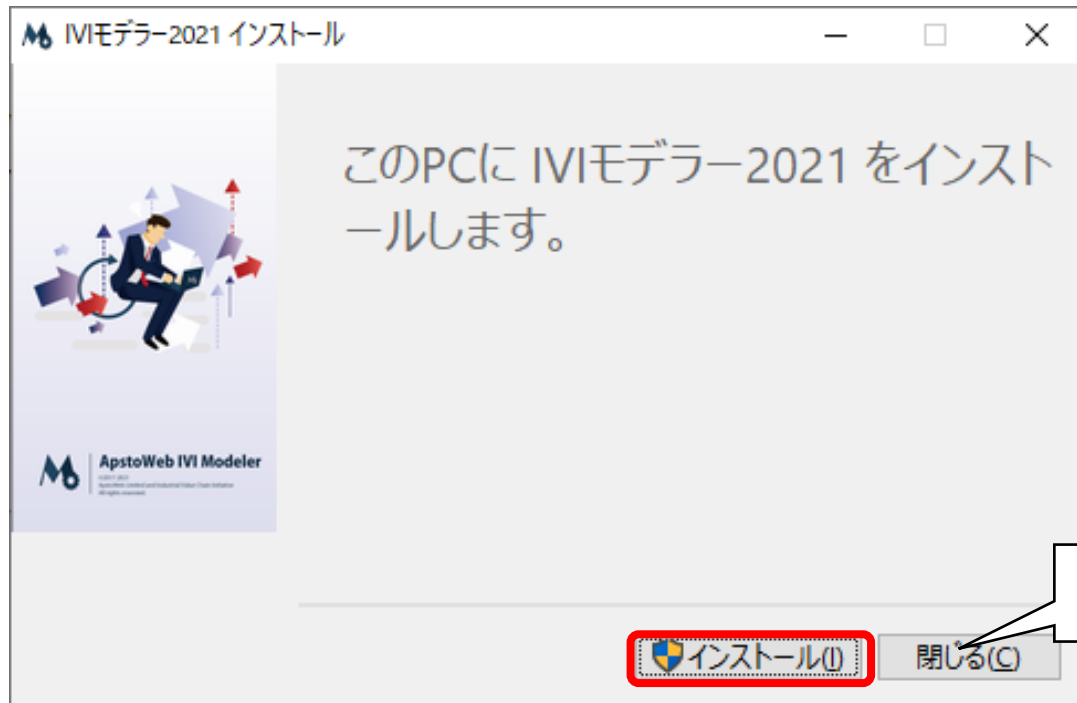 IVIモデラー2021 インストール
このPCに IVIモデラー2021 をインスト
ールします。
ApstoWeb IVI Modeler
インストール(I)
閉じる(C)